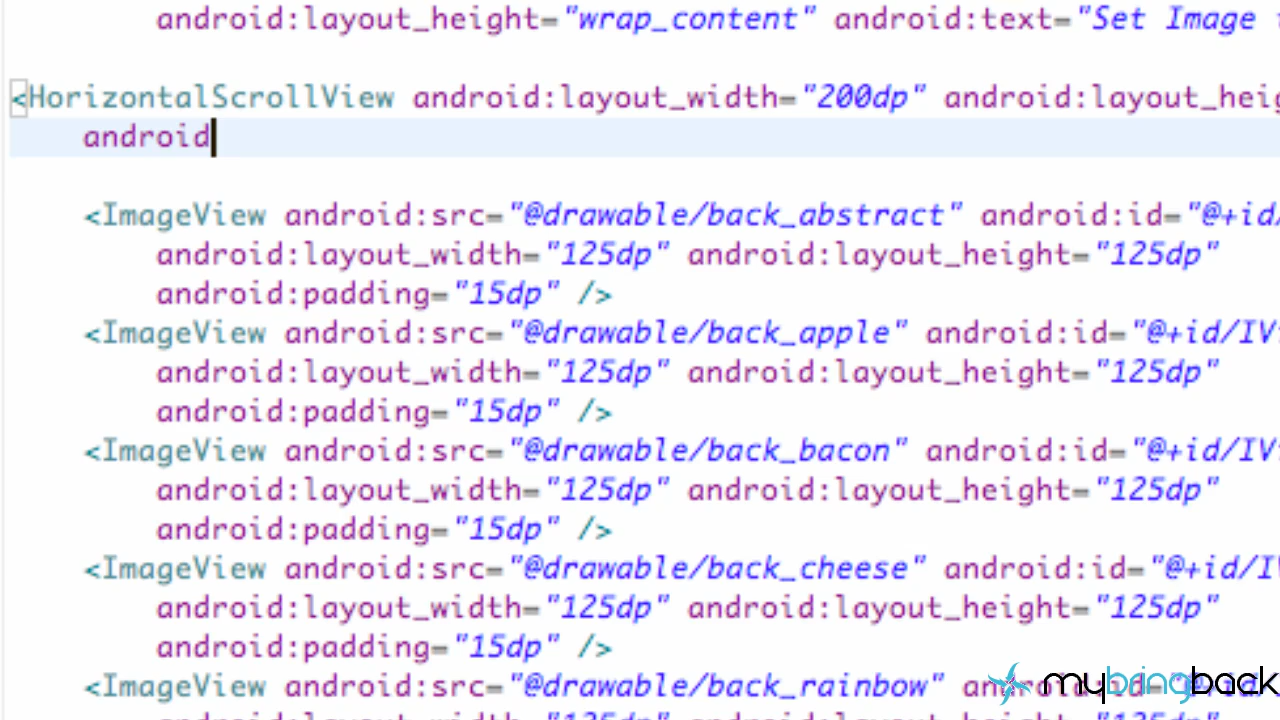 android:layout_height="wrap_content" android:text="Set Image
<HorizontalScrollView android:layout_width="200dp" android:layout_heig
android
<ImageView android:src="@drawable/back_abstract" android:id="@+id/
android:layout_width="125dp" android:layout_height="125dp"
android:padding="15dp" />
<ImageView android:src="@drawable/back_apple" android:id="@+id/IV
android:layout_width="125dp" android:layout_height="125dp"
android:padding="15dp" />
<ImageView android:src="@drawable/back_bacon" android:id="@+id/IV
android:layout_width="125dp" android:layout_height="125dp"
android:padding="15dp" />
<ImageView android:src="@drawable/back_cheese" android:id="@+id/IV
android:layout_width="125dp" android:layout_height="125dp"
android:padding="15dp" />
<ImageView android:src="@drawable/back_rainbow"
mybringback